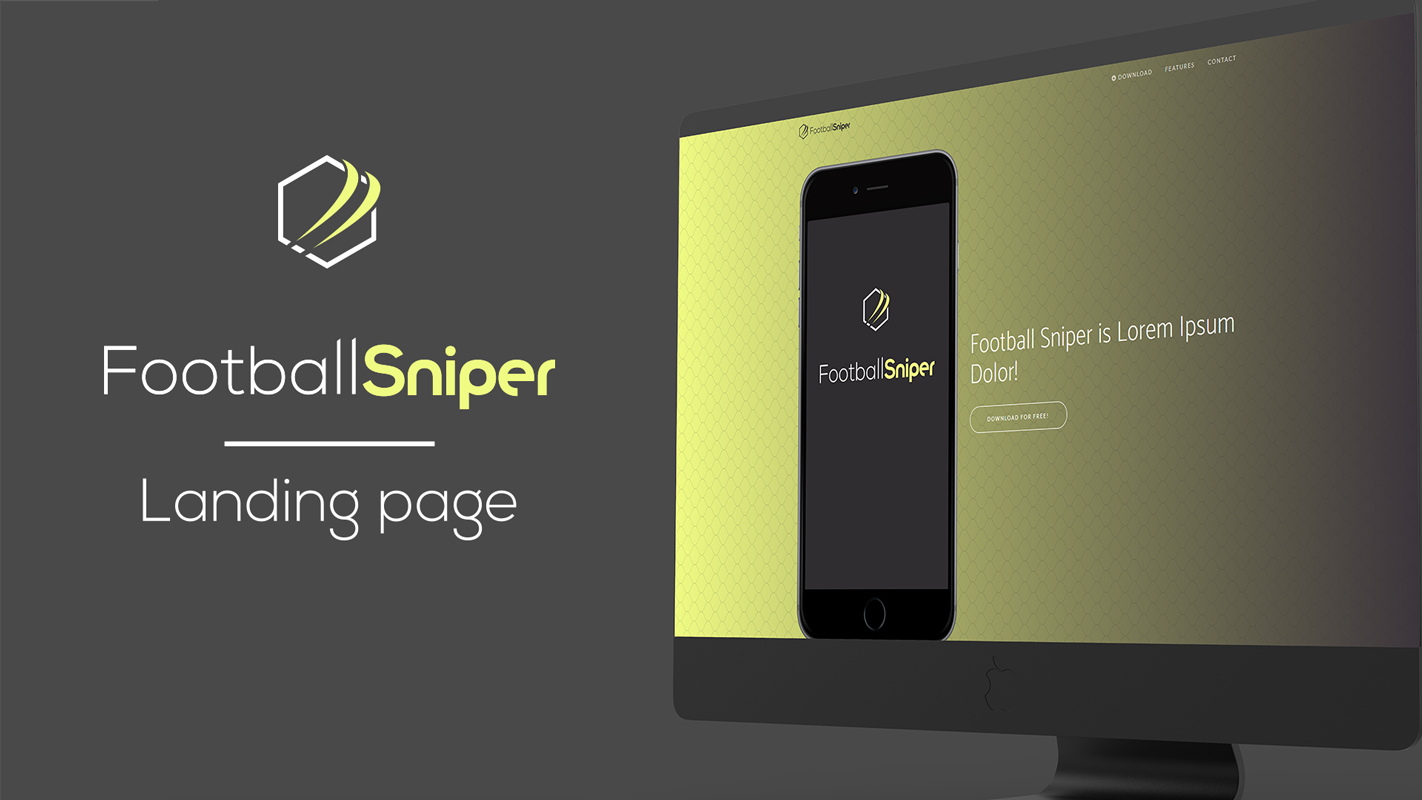 FootballSniper
Landing page
DOWNLOAD FEATURES CONTACT
FootballSniper
FootballSniper
Football Sniper is Lorem Ipsum
Dolor!
DOWNLOAD FOR FREE!